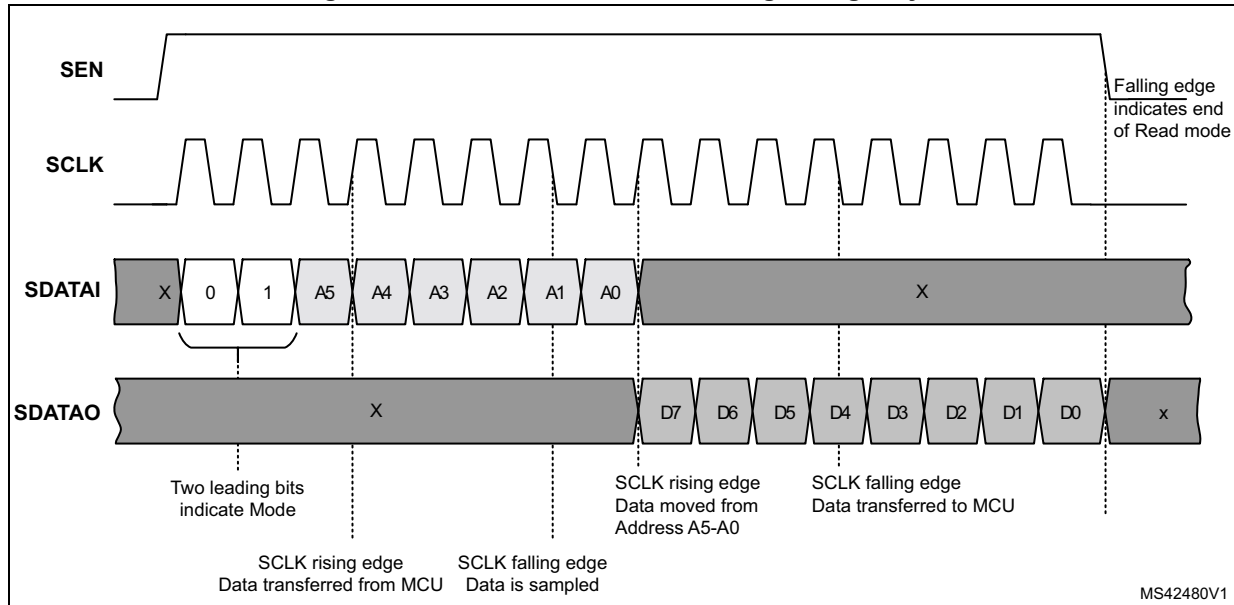 SEN
Falling edge
indicates end
of Read mode
SCLK
SDATAI
X 0 1 A5 A4 A3 A2 A1 A0 X
SDATAO
X D7 D6 D5 D4 D3 D2 D1 D0 x
Two leading bits
indicate Mode
SCLK rising edge
Data moved from
Address A5-A0
SCLK falling edge
Data transferred to MCU
SCLK rising edge
Data transferred from MCU
SCLK falling edge
Data is sampled
MS42480V1